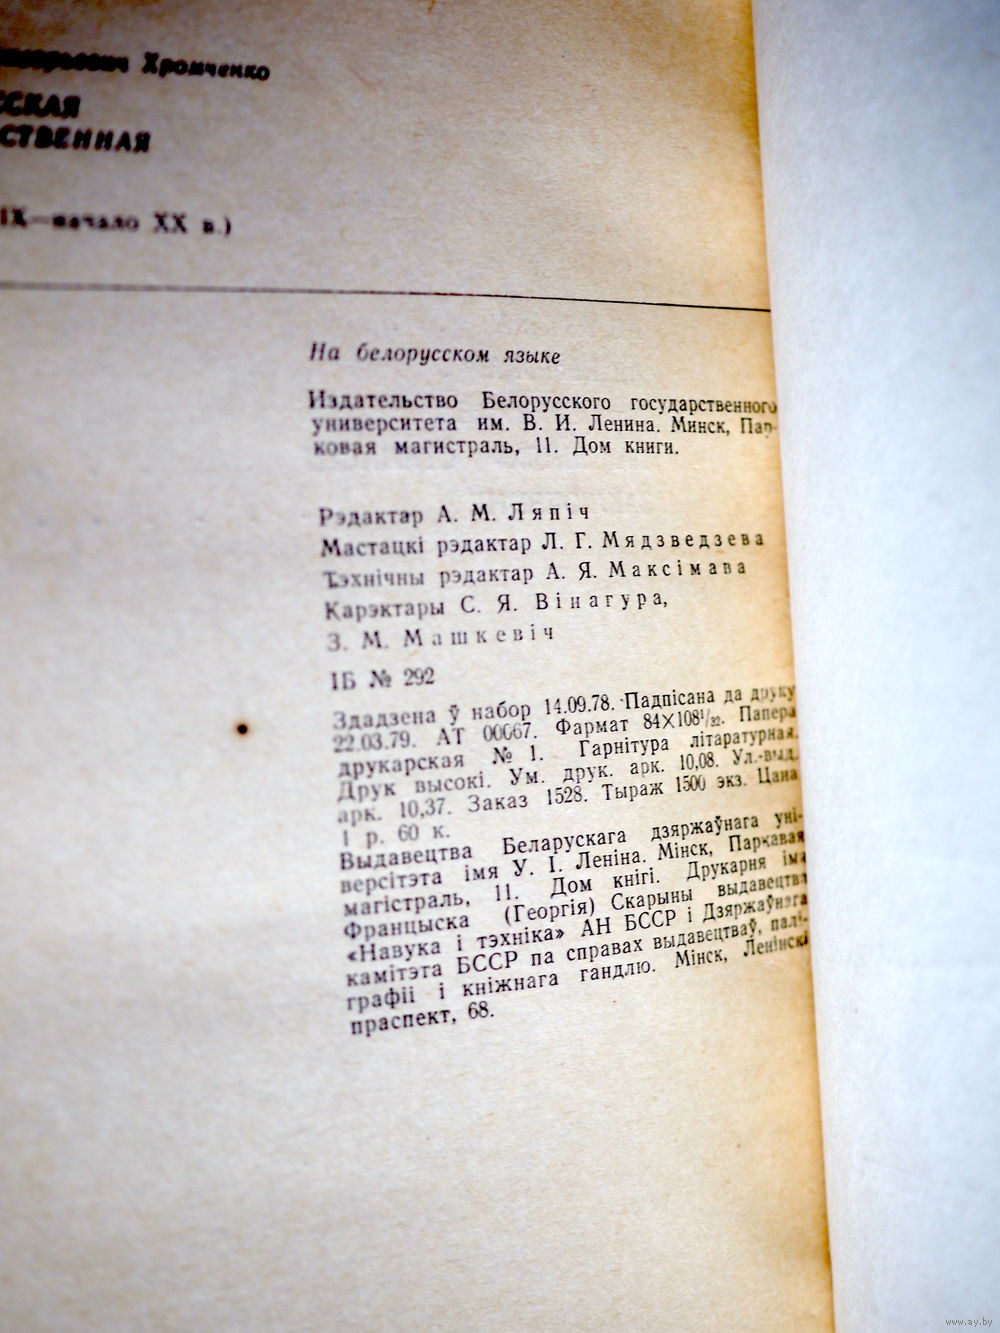 Хромченко
СКАЯ
СТВЕННАЯ
IX—начало XX в.)
На белорусском языке
Издательство Белорусского государственного
университета им. В. И. Ленина. Минск, Пар-
ковая магистраль, 11. Дом книги.
Рэдактар А. М. Ляпіч
Мастацкі рэдактар Л. Г. Мядзведзева
Тэхнічны рэдактар А. Я. Максімава
Карэктары С. Я. Вінагура,
З. М. Машкевіч
ІБ № 292
Здадзена ў набор 14.09.78. Падпісана да друку
22.03.79. АТ 00067. Фармат 84×108¹/₃₂. Папера
друкарская № 1. Гарнітура літаратурная.
Друк высокі. Ум. друк. арк. 10,08. Ул.-выд.
арк. 10,37. Заказ 1528. Тыраж 1500 экз. Цана
1 р. 60 к.
Выдавецтва Беларускага дзяржаўнага уні-
версітэта імя У. І. Леніна. Мінск, Паркавая
магістраль, 11. Дом кнігі. Друкарня імя
Францыска (Георгія) Скарыны выдавецтва
«Навука і тэхніка» АН БССР і Дзяржаўнага
камітэта БССР па справах выдавецтваў, палі-
графіі і кніжнага гандлю. Мінск, Ленінскі
праспект, 68.
www.ay.by